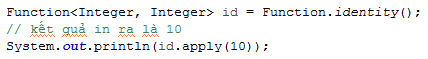 Function<Integer, Integer> id = Function.identity();
// kết quả in ra là 10
System.out.println(id.apply(10));